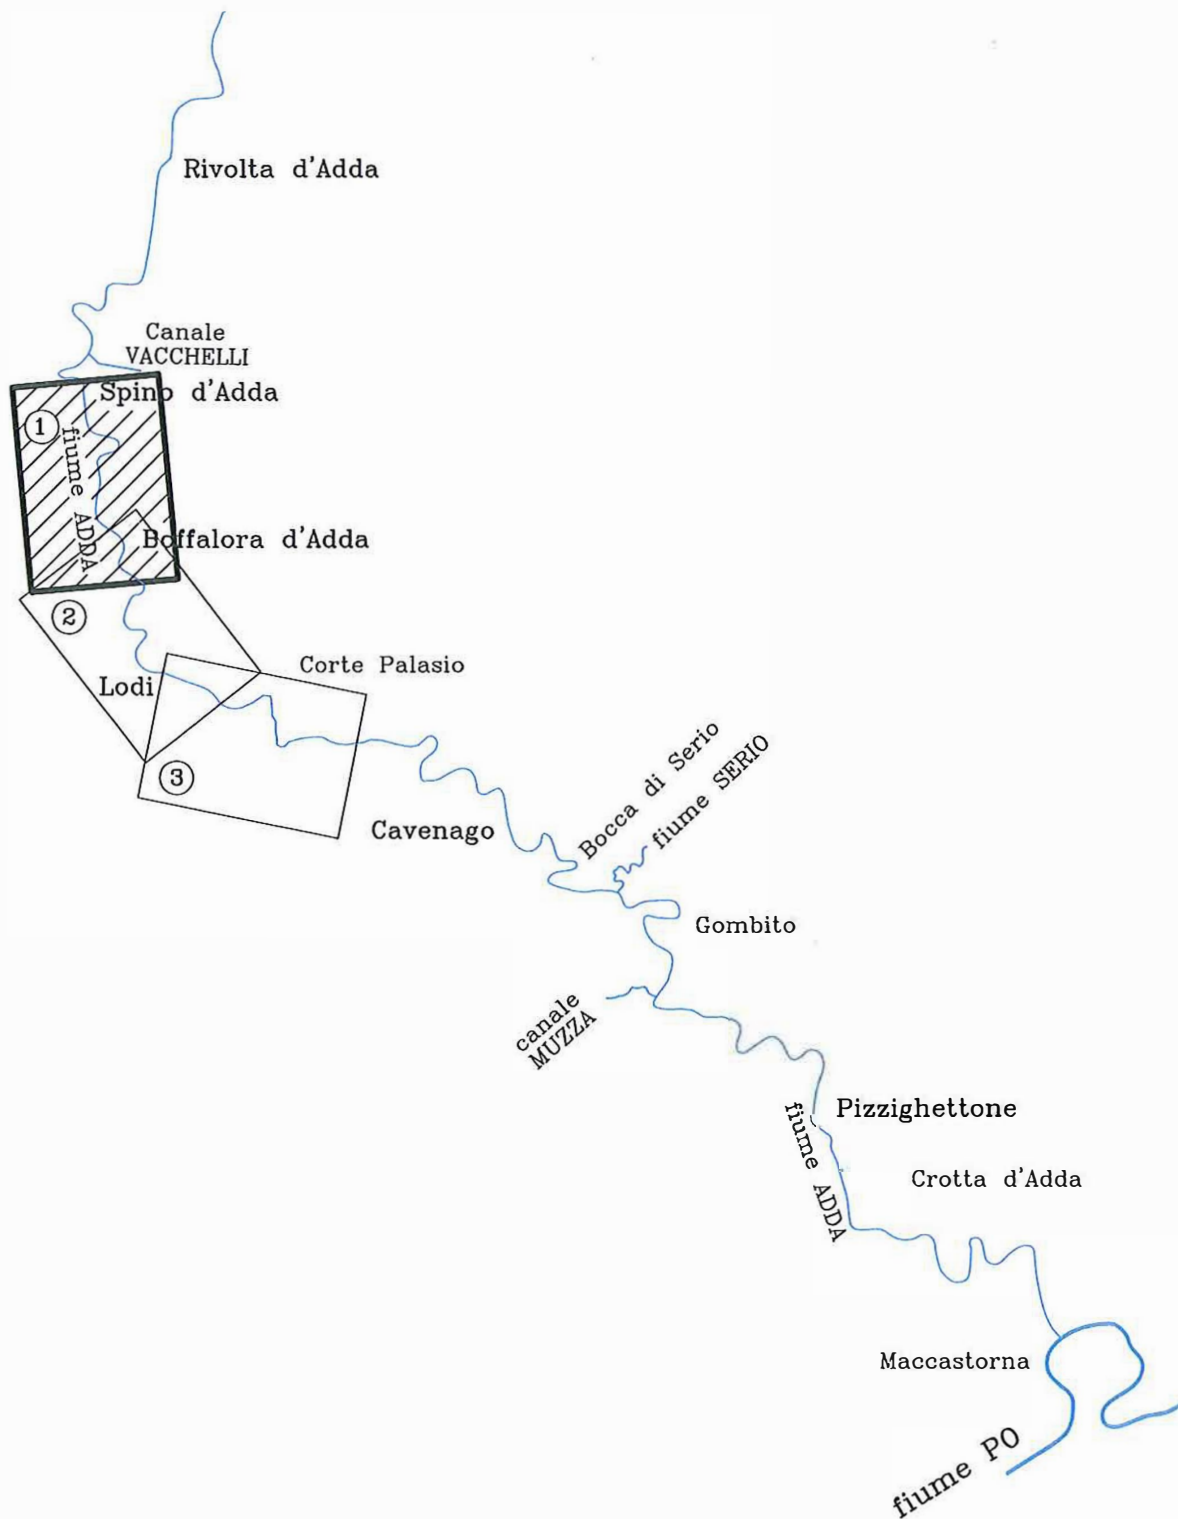 Rivolta d'Adda
Canale
VACCHELLI
Spino d'Adda
1
fiume ADDA
Boffalora d'Adda
2
Corte Palasio
Lodi
3
Cavenago
Bocca di Serio
fiume SERIO
Gombito
canale
MUZZA
Pizzighettone
fiume ADDA
Crotta d'Adda
Maccastorna
fiume PO